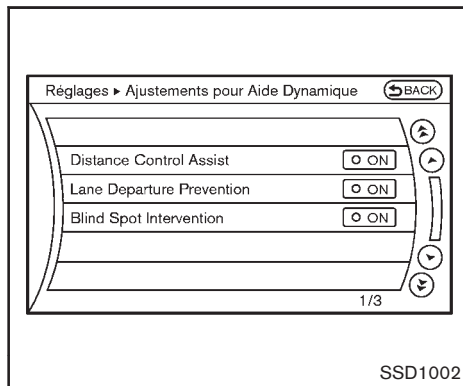 Réglages ▸ Ajustements pour Aide Dynamique BACK
Distance Control Assist ON
Lane Departure Prevention ON
Blind Spot Intervention ON
1/3
SSD1002